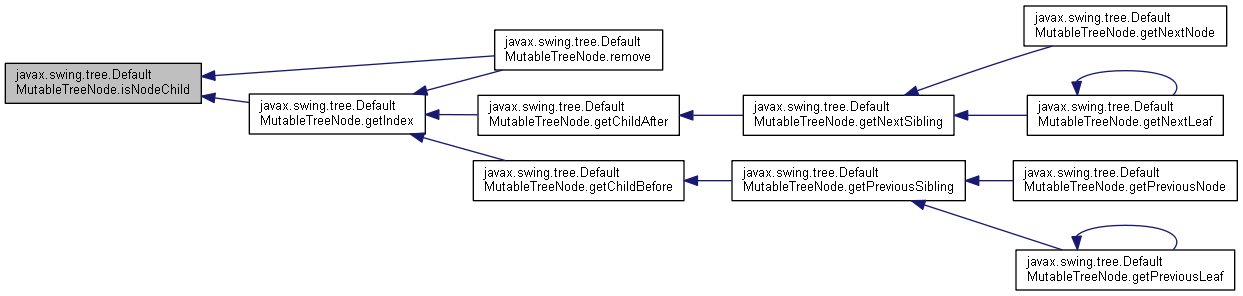 javax.swing.tree.Default
MutableTreeNode.isNodeChild
javax.swing.tree.Default
MutableTreeNode.remove
javax.swing.tree.Default
MutableTreeNode.getIndex
javax.swing.tree.Default
MutableTreeNode.getChildAfter
javax.swing.tree.Default
MutableTreeNode.getChildBefore
javax.swing.tree.Default
MutableTreeNode.getNextSibling
javax.swing.tree.Default
MutableTreeNode.getPreviousSibling
javax.swing.tree.Default
MutableTreeNode.getNextNode
javax.swing.tree.Default
MutableTreeNode.getNextLeaf
javax.swing.tree.Default
MutableTreeNode.getPreviousNode
javax.swing.tree.Default
MutableTreeNode.getPreviousLeaf